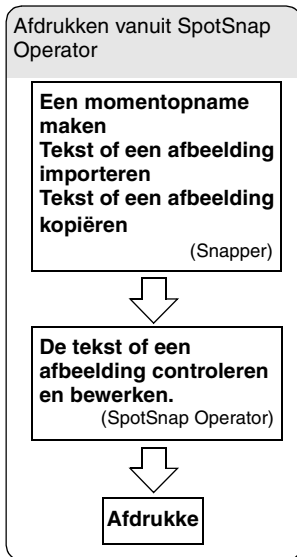 Afdrukken vanuit SpotSnap
Operator
Een momentopname
maken
Tekst of een afbeelding
importeren
Tekst of een afbeelding
kopiëren
(Snapper)
De tekst of een
afbeelding controleren
en bewerken.
(SpotSnap Operator)
Afdrukke